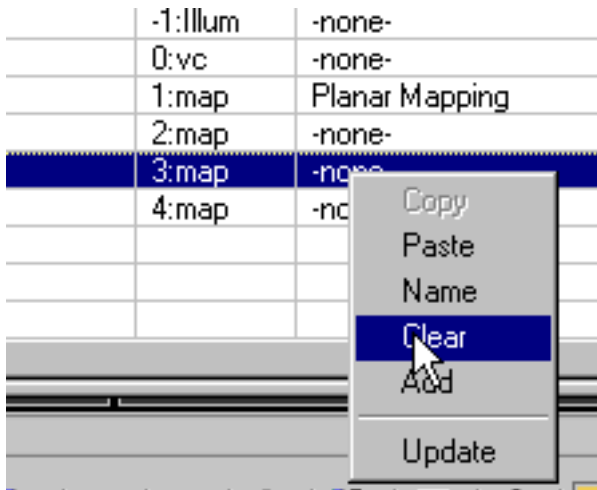 -1:Illum -none-
0:vc -none-
1:map Planar Mapping
2:map -none-
3:map -none-
4:map
Copy
Paste
Name
Clear
Add
Update